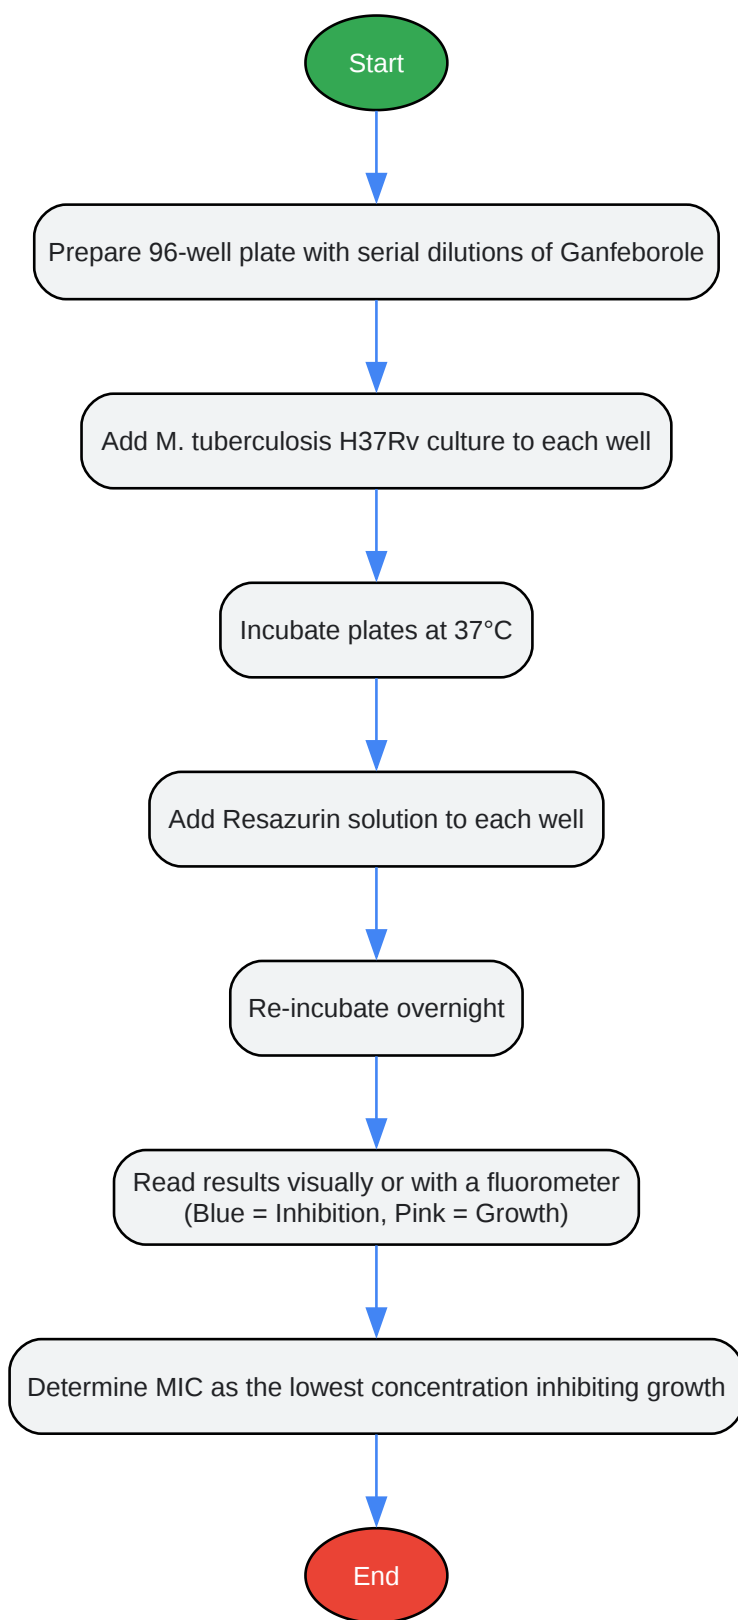 Start
Prepare 96-well plate with serial dilutions of Ganfeborole
Add M. tuberculosis H37Rv culture to each well
Incubate plates at 37°C
Add Resazurin solution to each well
Re-incubate overnight
Read results visually or with a fluorometer
(Blue = Inhibition, Pink = Growth)
Determine MIC as the lowest concentration inhibiting growth
End